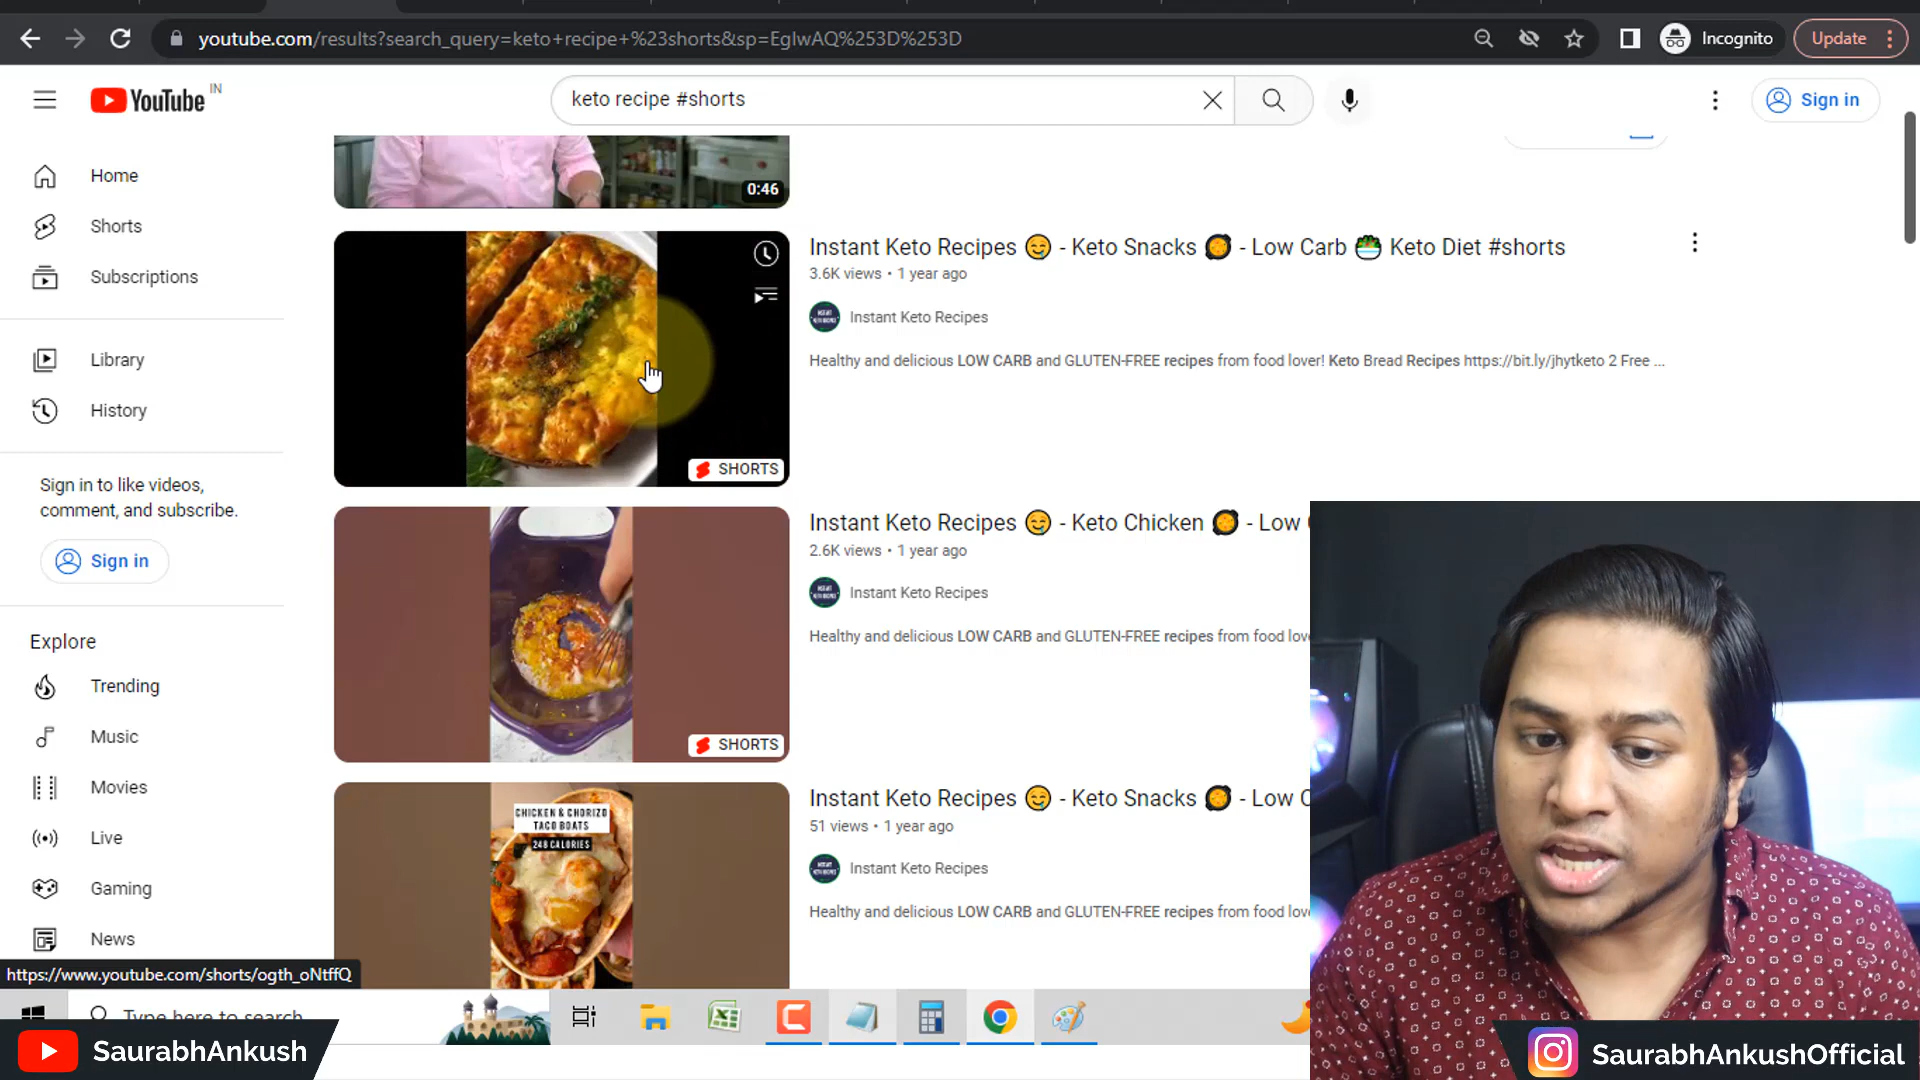 youtube.com/results?search_query=keto+recipe+%23shorts&sp=EgIwAQ%253D%253D
Incognito
Update
YouTube IN
keto recipe #shorts
Sign in
Home
Shorts
Subscriptions
Library
History
Sign in to like videos,
comment, and subscribe.
Sign in
Explore
Trending
Music
Movies
Live
Gaming
News
0:46
Instant Keto Recipes 🤤 - Keto Snacks 🥘 - Low Carb 🥗 Keto Diet #shorts
3.6K views • 1 year ago
Instant Keto Recipes
Healthy and delicious LOW CARB and GLUTEN-FREE recipes from food lover! Keto Bread Recipes https://bit.ly/jhytketo 2 Free ...
SHORTS
Instant Keto Recipes 🤤 - Keto Chicken 🥘 - Low
2.6K views • 1 year ago
Instant Keto Recipes
Healthy and delicious LOW CARB and GLUTEN-FREE recipes from food
SHORTS
CHICKEN & CHORIZO
TACO BOATS
248 CALORIES
Instant Keto Recipes 🤤 - Keto Snacks 🥘 - Low
51 views • 1 year ago
Instant Keto Recipes
Healthy and delicious LOW CARB and GLUTEN-FREE recipes from food
https://www.youtube.com/shorts/ogth_oNtffQ
Type here to search
SaurabhAnkush
SaurabhAnkushOfficial